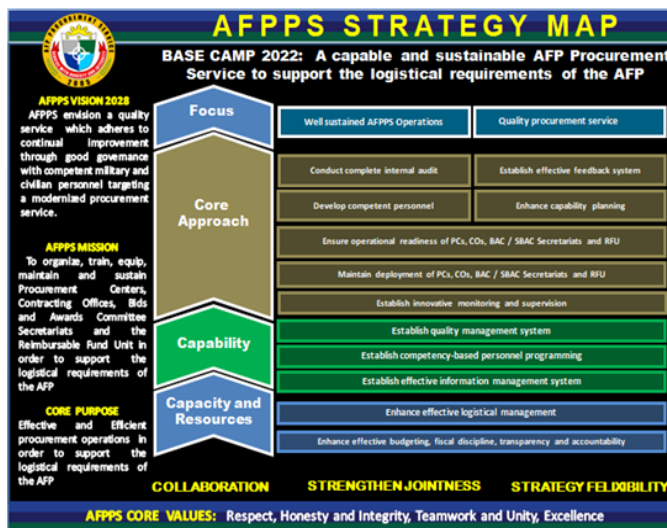 AFPPS STRATEGY MAP
BASE CAMP 2022: A capable and sustainable AFP Procurement
Service to support the logistical requirements of the AFP
2005
AFPPS VISION 2028
AFPPS envision a quality
service which adheres to
continual improvement
through good governance
with competent military and
civilian personnel targeting
a modernized procurement
service.
AFPPS MISSION
To organize, train, equip,
maintain and sustain
Procurement Centers,
Contracting Offices, Bids
and Awards Committee
Secretariats and the
Reimbursable Fund Unit in
order to support the
logistical requirements of
the AFP
CORE PURPOSE
Effective and Efficient
procurement operations in
order to support the
logistical requirements of
the AFP
Focus
Well sustained AFPPS Operations
Quality procurement service
Core
Approach
Conduct complete internal audit
Establish effective feedback system
Develop competent personnel
Enhance capability planning
Ensure operational readiness of PCs, COs, BAC / SBAC Secretariats and RFU
Maintain deployment of PCs, COs, BAC / SBAC Secretariats and RFU
Establish innovative monitoring and supervision
Capability
Establish quality management system
Establish competency-based personnel programming
Establish effective information management system
Capacity and
Resources
Enhance effective logistical management
Enhance effective budgeting, fiscal discipline, transparency and accountability
COLLABORATION
STRENGTHEN JOINTNESS
STRATEGY FELIXIBILITY
AFPPS CORE VALUES: Respect, Honesty and Integrity, Teamwork and Unity, Excellence